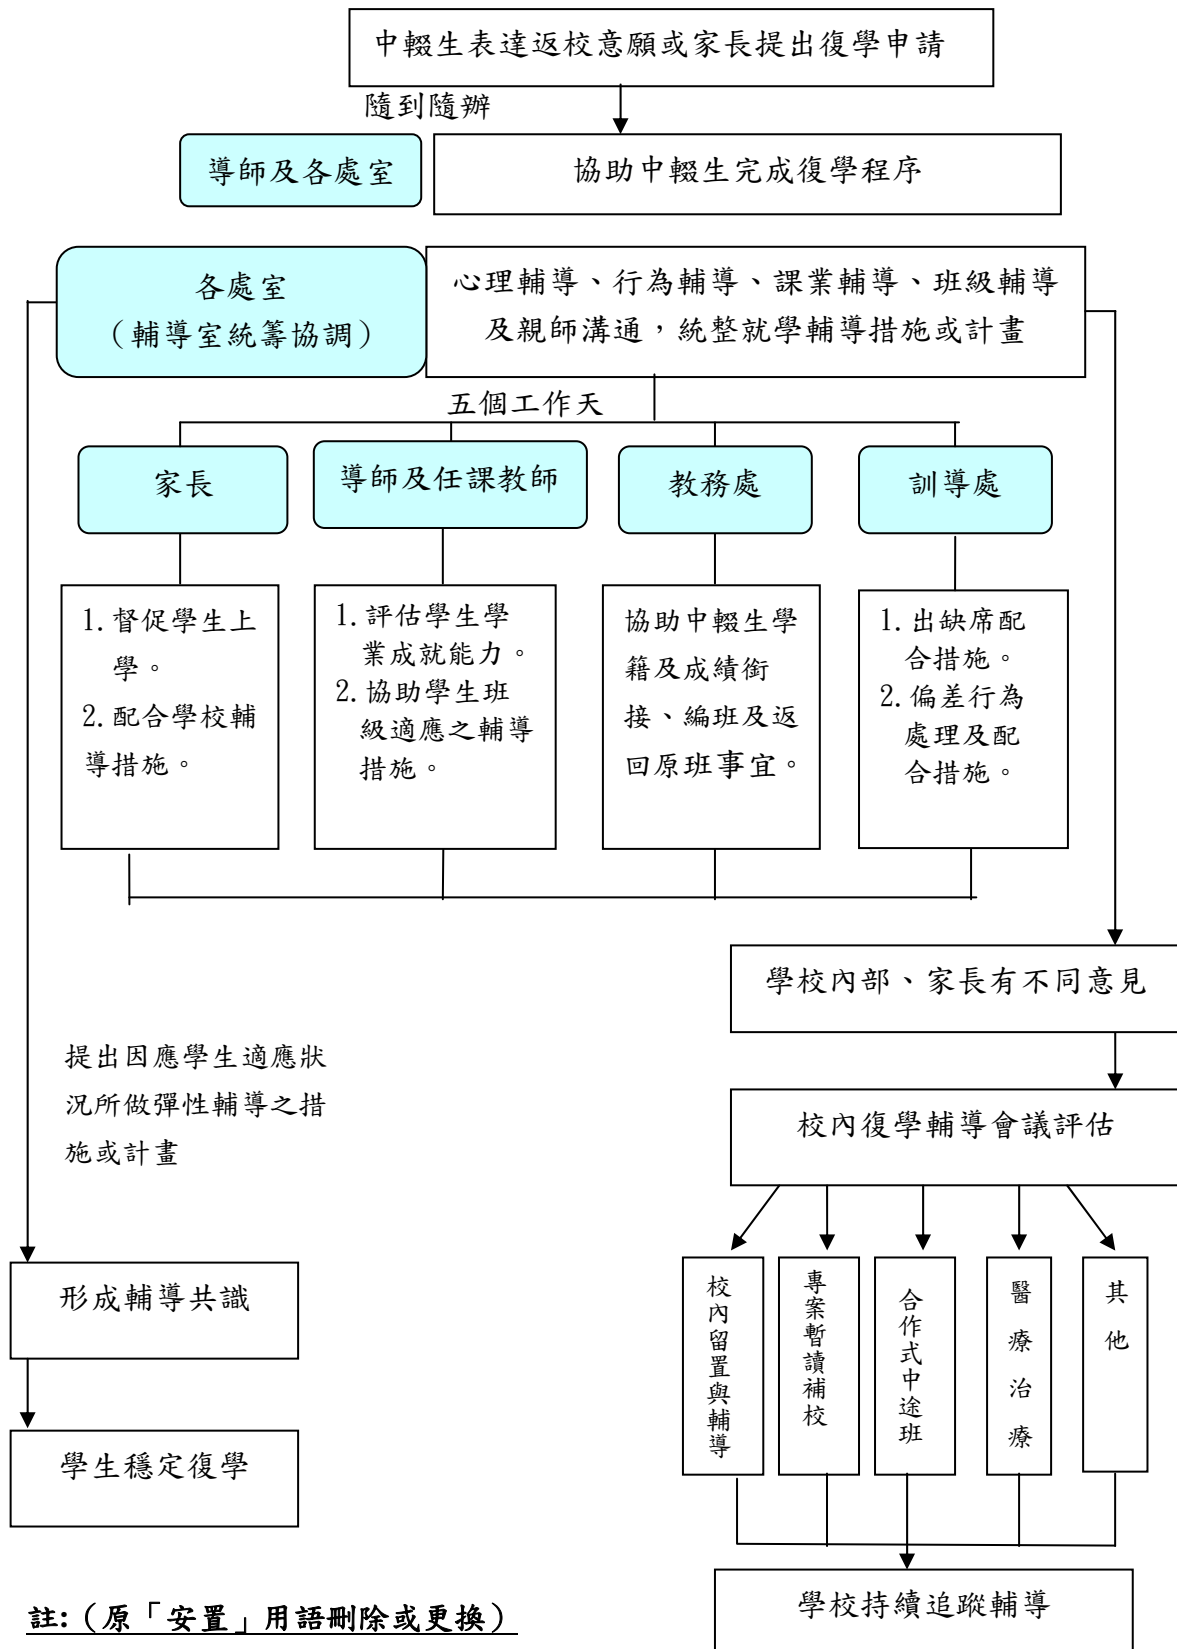 中輟生表達返校意願或家長提出復學申請
隨到隨辦
導師及各處室
協助中輟生完成復學程序
各處室
（輔導室統籌協調）
心理輔導、行為輔導、課業輔導、班級輔導
及親師溝通，統整就學輔導措施或計畫
五個工作天
家長
導師及任課教師
教務處
訓導處
1. 督促學生上
學。
2. 配合學校輔
導措施。
1. 評估學生學
業成就能力。
2. 協助學生班
級適應之輔導
措施。
協助中輟生學
籍及成績銜
接、編班及返
回原班事宜。
1. 出缺席配
合措施。
2. 偏差行為
處理及配
合措施。
學校內部、家長有不同意見
提出因應學生適應狀
況所做彈性輔導之措
施或計畫
校內復學輔導會議評估
形成輔導共識
學生穩定復學
校內留置與輔導
專案暫讀補校
合作式中途班
醫療治療
其他
學校持續追蹤輔導
註:（原「安置」用語刪除或更換）